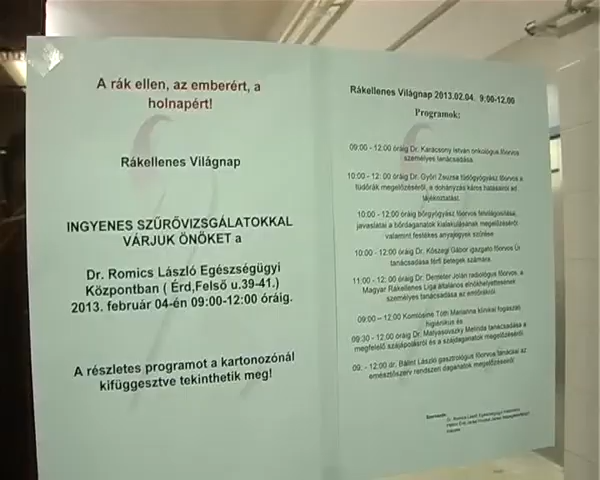 A rák ellen, az emberért, a
holnapért!
Rákellenes Világnap
INGYENES SZŰRŐVIZSGÁLATOKKAL
VÁRJUK ÖNÖKET a
Dr. Romics László Egészségügyi
Központban ( Érd,Felső u.39-41.)
2013. február 04-én 09:00-12:00 óráig.
A részletes programot a kartonozónál
kifüggesztve tekinthetik meg!
Rákellenes Világnap 2013.02.04. 9:00-12.00
Programok:
09:00 - 12:00 óráig Dr. Karácsony István onkológus főorvos
személyes tanácsadása.
10:00 - 12: 00 óráig Dr. Győri Zsuzsa tüdőgyógyász főorvos a
tüdőrák megelőzéséről, a dohányzás káros hatásairól ad
tájékoztatást.
10:00 - 12:00 óráig bőrgyógyász főorvos felvilágosítása,
javaslatai a bőrdaganatok kialakulásának megelőzéséről,
valamint festékes anyajegyek szűrése.
10:00 - 12:00 óráig Dr. Kőszegi Gábor igazgató főorvos Úr
tanácsadása férfi betegek számára.
11:00 - 12:00 óráig Dr. Demeter Jolán radiológus főorvos, a
Magyar Rákellenes Liga általános elnökhelyettesének
személyes tanácsadása az emlőrákról.
09:00 – 12:00 Komlósiné Tóth Marianna klinikai fogászati
higiénikus és
09:30 - 12:00 óráig Dr. Matyasovszky Melinda tanácsadása a
megfelelő szájápolásról és a szájdaganatok megelőzéséről.
09: - 12:00 dr. Bálint László gasztrológus főorvos tanácsai az
emésztőszerv rendszeri daganatok megelőzéséről.
Dr. Romics László Egészségügyi